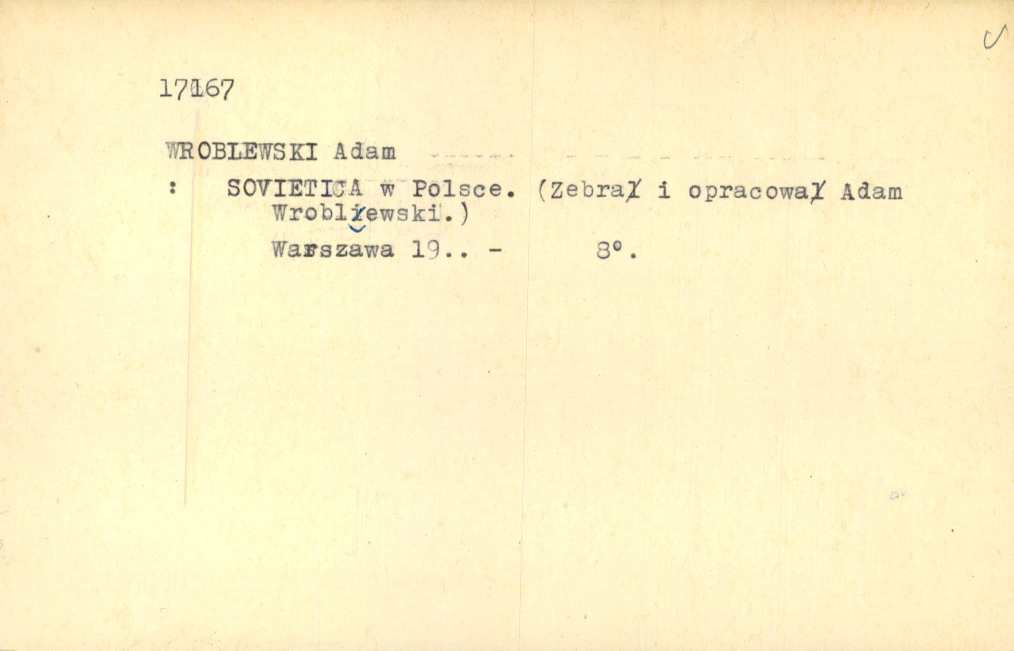 17167
WROBLEWSKI Adam
: SOVIETICA w Polsce. (Zebrał i opracował Adam
Wroblewski.)
Warszawa 19.. - 8°.